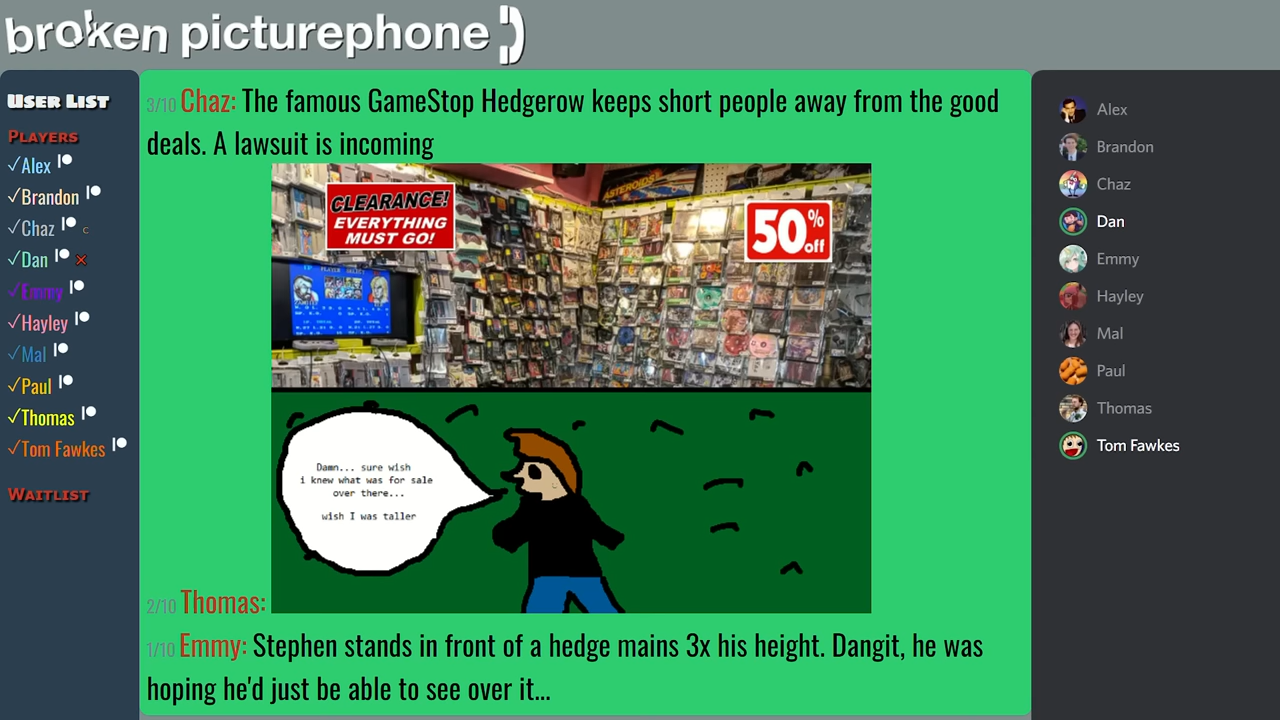 broken picturephone
User List
Players
✓Alex
✓Brandon
✓Chaz
✓Dan
✓Emmy
✓Hayley
✓Mal
✓Paul
✓Thomas
✓Tom Fawkes
Waitlist
3/10 Chaz: The famous GameStop Hedgerow keeps short people away from the good
deals. A lawsuit is incoming
ASTEROIDS
CLEARANCE!
EVERYTHING
MUST GO!
50% off
Damn... sure wish
i knew what was for sale
over there...
wish I was taller
2/10 Thomas:
1/10 Emmy: Stephen stands in front of a hedge mains 3x his height. Dangit, he was
hoping he'd just be able to see over it...
Alex
Brandon
Chaz
Dan
Emmy
Hayley
Mal
Paul
Thomas
Tom Fawkes